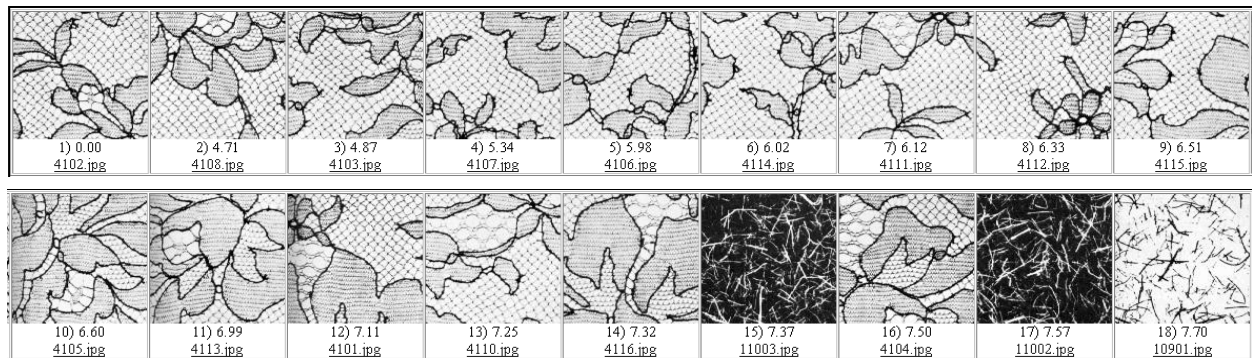 1) 0.00 2) 4.71 3) 4.87 4) 5.34 5) 5.98 6) 6.02 7) 6.12 8) 6.33 9) 6.51
4102.jpg 4108.jpg 4103.jpg 4107.jpg 4106.jpg 4114.jpg 4111.jpg 4112.jpg 4115.jpg
10) 6.60 11) 6.99 12) 7.11 13) 7.25 14) 7.32 15) 7.37 16) 7.50 17) 7.57 18) 7.70
4105.jpg 4113.jpg 4101.jpg 4110.jpg 4116.jpg 11003.jpg 4104.jpg 11002.jpg 10901.jpg